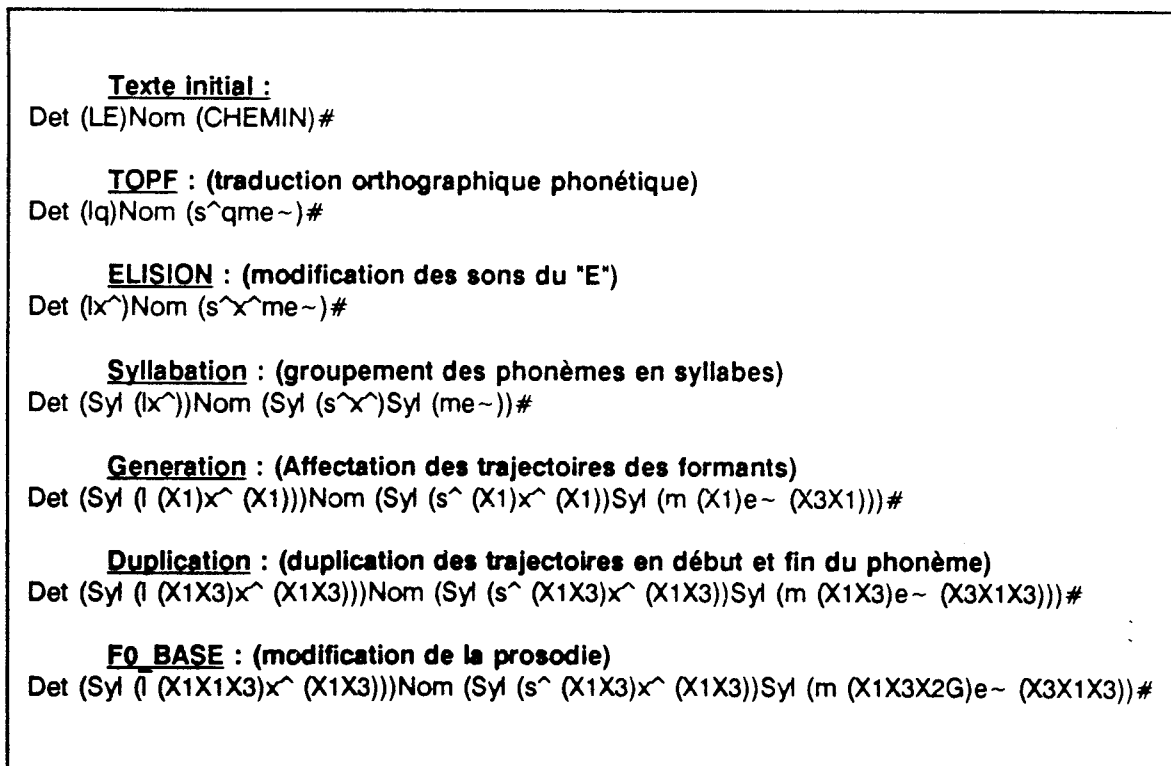 Texte initial :
Det (LE)Nom (CHEMIN)#
TOPF : (traduction orthographique phonétique)
Det (lq)Nom (s^qme~)#
ELISION : (modification des sons du "E")
Det (lx^)Nom (s^x^me~)#
Syllabation : (groupement des phonèmes en syllabes)
Det (Syl (lx^))Nom (Syl (s^x^)Syl (me~))#
Generation : (Affectation des trajectoires des formants)
Det (Syl (l (X1)x^ (X1)))Nom (Syl (s^ (X1)x^ (X1))Syl (m (X1)e~ (X3X1)))#
Duplication : (duplication des trajectoires en début et fin du phonème)
Det (Syl (l (X1X3)x^ (X1X3)))Nom (Syl (s^ (X1X3)x^ (X1X3))Syl (m (X1X3)e~ (X3X1X3)))#
F0_BASE : (modification de la prosodie)
Det (Syl (l (X1X1X3)x^ (X1X3)))Nom (Syl (s^ (X1X3)x^ (X1X3))Syl (m (X1X3X2G)e~ (X3X1X3))#